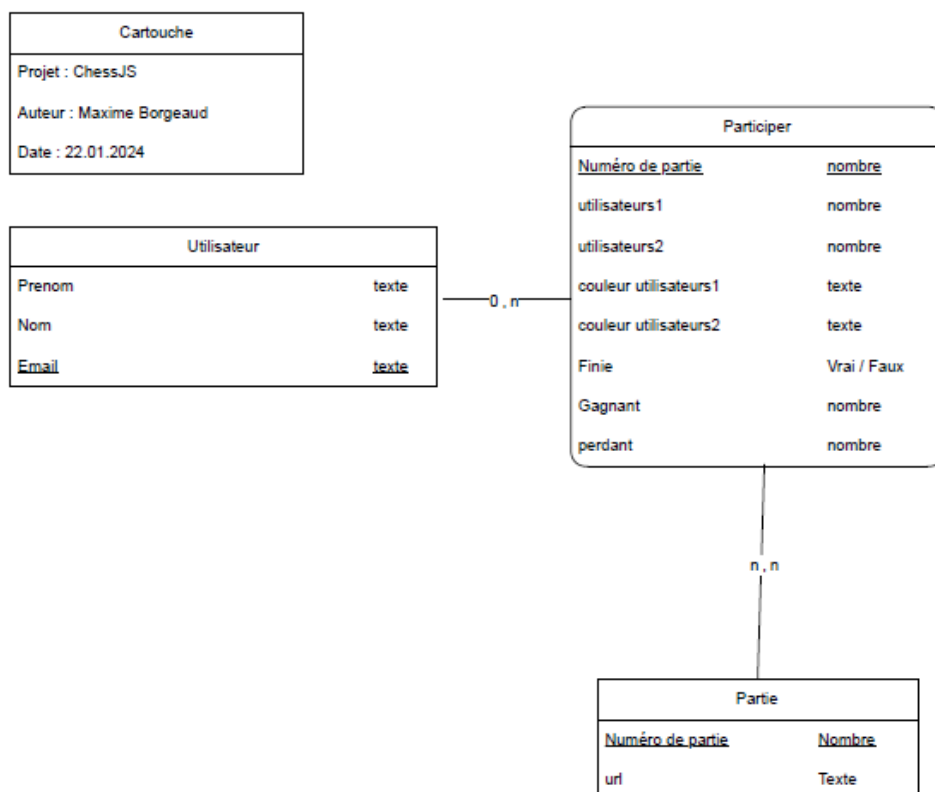 Cartouche
Projet : ChessJS
Auteur : Maxime Borgeaud
Date : 22.01.2024
Participer
Numéro de partie nombre
utilisateurs1 nombre
utilisateurs2 nombre
couleur utilisateurs1 texte
couleur utilisateurs2 texte
Finie Vrai / Faux
Gagnant nombre
perdant nombre
Utilisateur
Prenom texte
Nom texte
Email texte
0 , n
n , n
Partie
Numéro de partie Nombre
url Texte